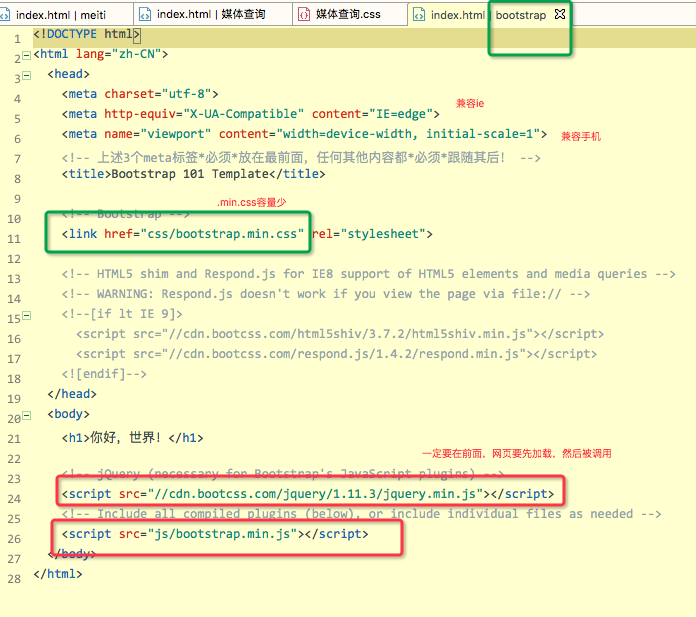 index.html | meiti
index.html | 媒体查询
媒体查询.css
index.html | bootstrap
1 <!DOCTYPE html>
2 <html lang="zh-CN">
3 <head>
4 <meta charset="utf-8">
5 <meta http-equiv="X-UA-Compatible" content="IE=edge"> 兼容ie
6 <meta name="viewport" content="width=device-width, initial-scale=1"> 兼容手机
7 <!-- 上述3个meta标签*必须*放在最前面，任何其他内容都*必须*跟随其后！ -->
8 <title>Bootstrap 101 Template</title>
9
.min.css容量少
10 <!-- Bootstrap -->
11 <link href="css/bootstrap.min.css" rel="stylesheet">
12
13 <!-- HTML5 shim and Respond.js for IE8 support of HTML5 elements and media queries -->
14 <!-- WARNING: Respond.js doesn't work if you view the page via file:// -->
15 <!--[if lt IE 9]>
16 <script src="//cdn.bootcss.com/html5shiv/3.7.2/html5shiv.min.js"></script>
17 <script src="//cdn.bootcss.com/respond.js/1.4.2/respond.min.js"></script>
18 <![endif]-->
19 </head>
20 <body>
21 <h1>你好，世界！</h1>
22
一定要在前面，网页要先加载，然后被调用
23 <!-- jQuery (necessary for Bootstrap's JavaScript plugins) -->
24 <script src="//cdn.bootcss.com/jquery/1.11.3/jquery.min.js"></script>
25 <!-- Include all compiled plugins (below), or include individual files as needed -->
26 <script src="js/bootstrap.min.js"></script>
27 </body>
28 </html>